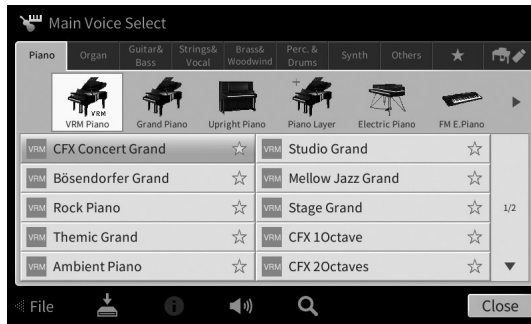 Main Voice Select
Piano
Organ
Guitar&
Bass
Strings&
Vocal
Brass&
Woodwind
Perc. &
Drums
Synth
Others
VRM
VRM Piano
Grand Piano
Upright Piano
Piano Layer
Electric Piano
FM E.Piano
VRM CFX Concert Grand
VRM Studio Grand
VRM Bösendorfer Grand
VRM Mellow Jazz Grand
VRM Rock Piano
VRM Stage Grand
1/2
VRM Themic Grand
VRM CFX 1Octave
VRM Ambient Piano
VRM CFX 2Octaves
File
Close